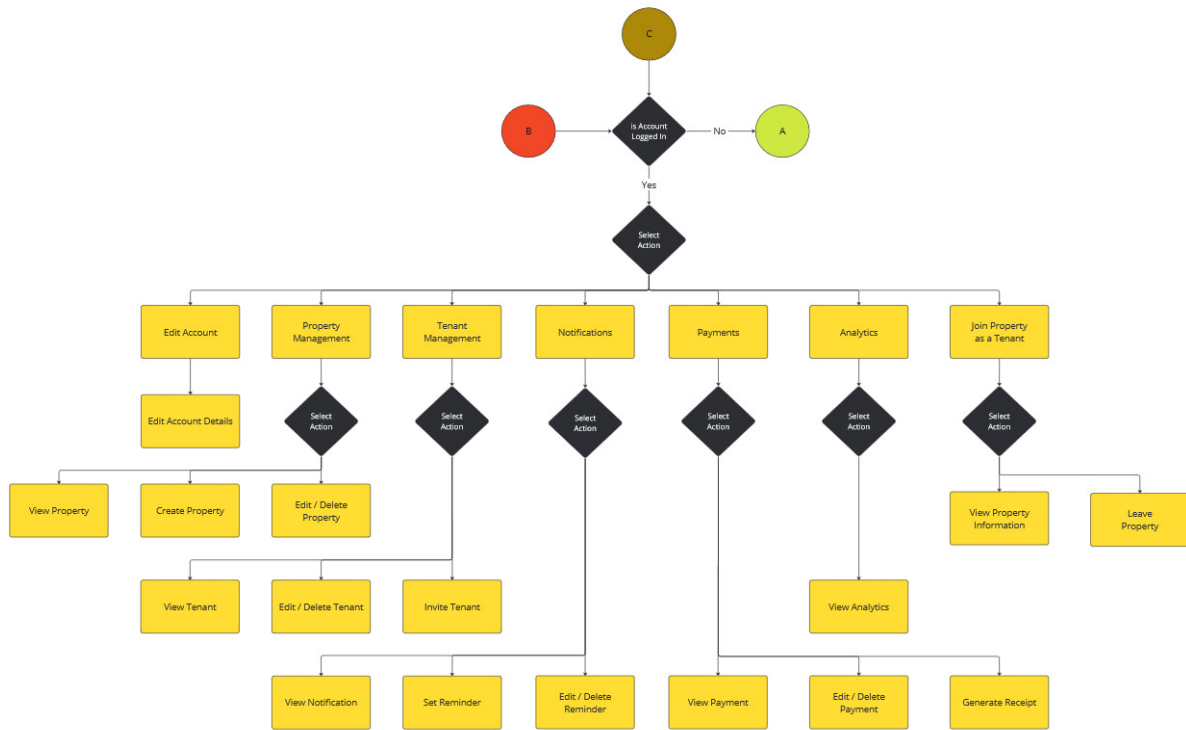 C
is Account
Logged In
B
No
A
Yes
Select
Action
Edit Account
Property
Management
Tenant
Management
Notifications
Payments
Analytics
Join Property
as a Tenant
Edit Account Details
Select
Action
Select
Action
Select
Action
Select
Action
Select
Action
Select
Action
View Property
Create Property
Edit / Delete
Property
View Property
Information
Leave
Property
View Tenant
Edit / Delete Tenant
Invite Tenant
View Analytics
View Notification
Set Reminder
Edit / Delete
Reminder
View Payment
Edit / Delete
Payment
Generate Receipt